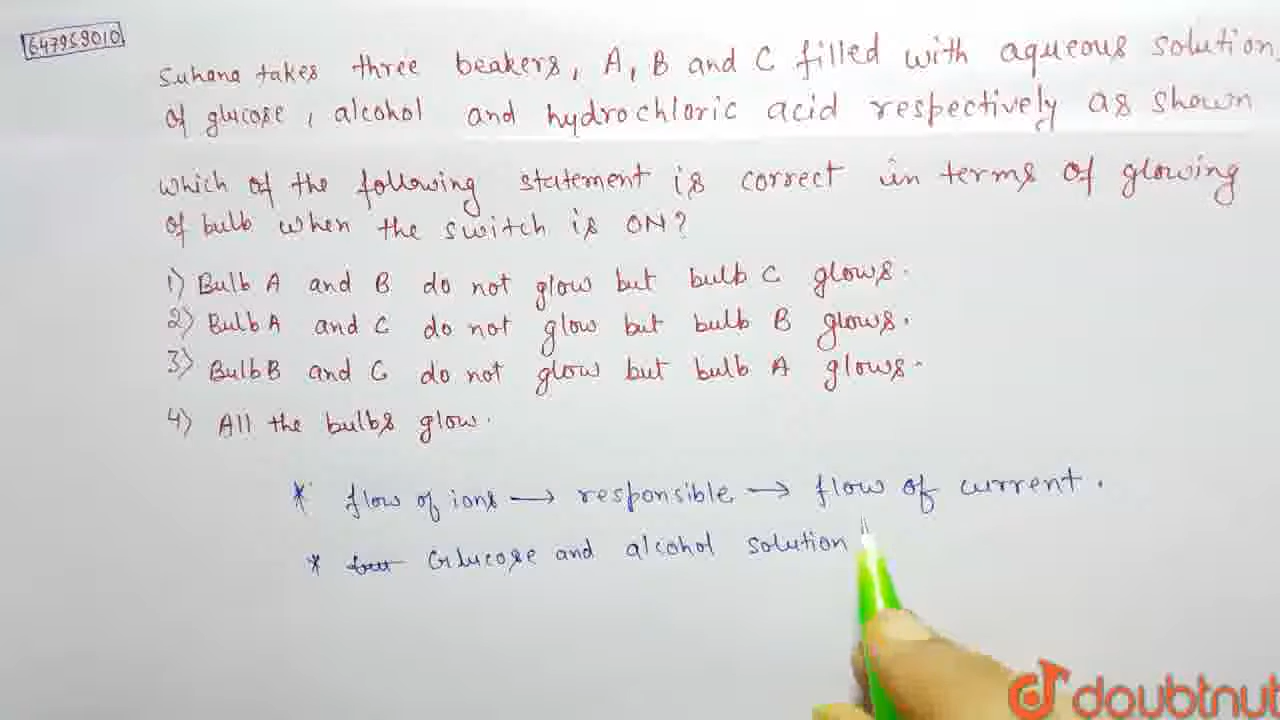 647959010
Suhana takes three beakers, A, B and C filled with aqueous solution
of glucose, alcohol and hydrochloric acid respectively as shown
which of the following statement is correct in terms of glowing
of bulb when the switch is ON?
1) Bulb A and B do not glow but bulb C glows.
2) Bulb A and C do not glow but bulb B glows.
3) Bulb B and C do not glow but bulb A glows.
4) All the bulbs glow.
* flow of ions → responsible → flow of current.
* but Glucose and alcohol solution
doubtnut